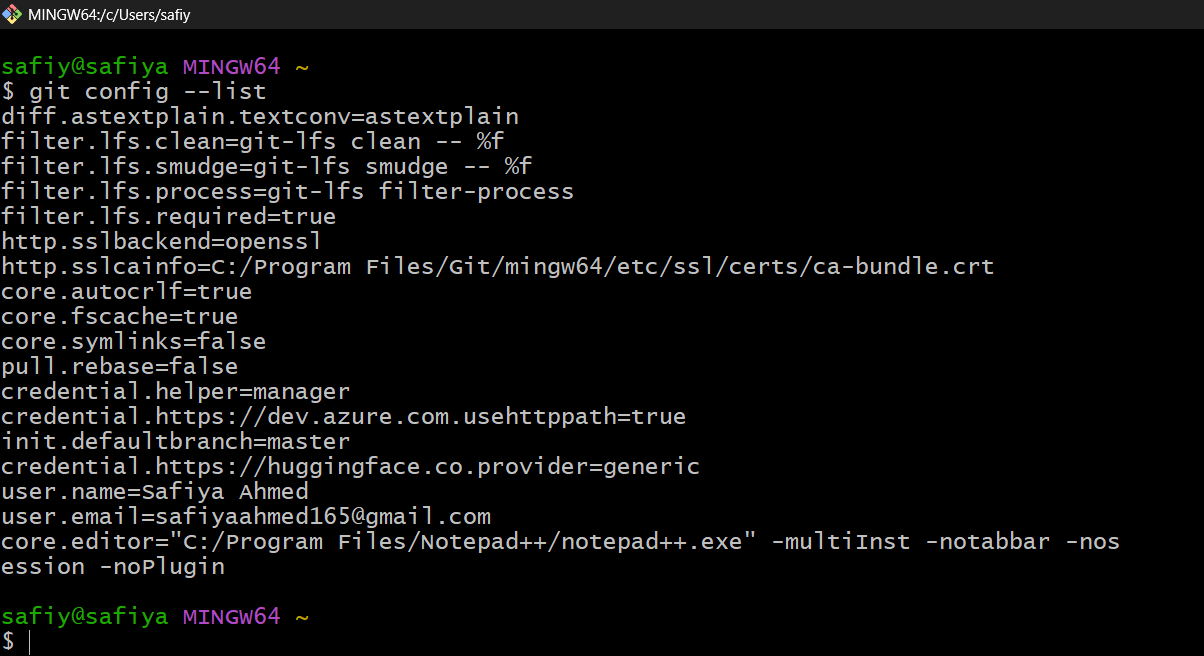 MINGW64:/c/Users/safiy
safiy@safiya MINGW64 ~
$ git config --list
diff.astextplain.textconv=astextplain
filter.lfs.clean=git-lfs clean -- %f
filter.lfs.smudge=git-lfs smudge -- %f
filter.lfs.process=git-lfs filter-process
filter.lfs.required=true
http.sslbackend=openssl
http.sslcainfo=C:/Program Files/Git/mingw64/etc/ssl/certs/ca-bundle.crt
core.autocrlf=true
core.fscache=true
core.symlinks=false
pull.rebase=false
credential.helper=manager
credential.https://dev.azure.com.usehttppath=true
init.defaultbranch=master
credential.https://huggingface.co.provider=generic
user.name=Safiya Ahmed
user.email=safiyaahmed165@gmail.com
core.editor="C:/Program Files/Notepad++/notepad++.exe" -multiInst -notabbar -nos
ession -noPlugin
safiy@safiya MINGW64 ~
$